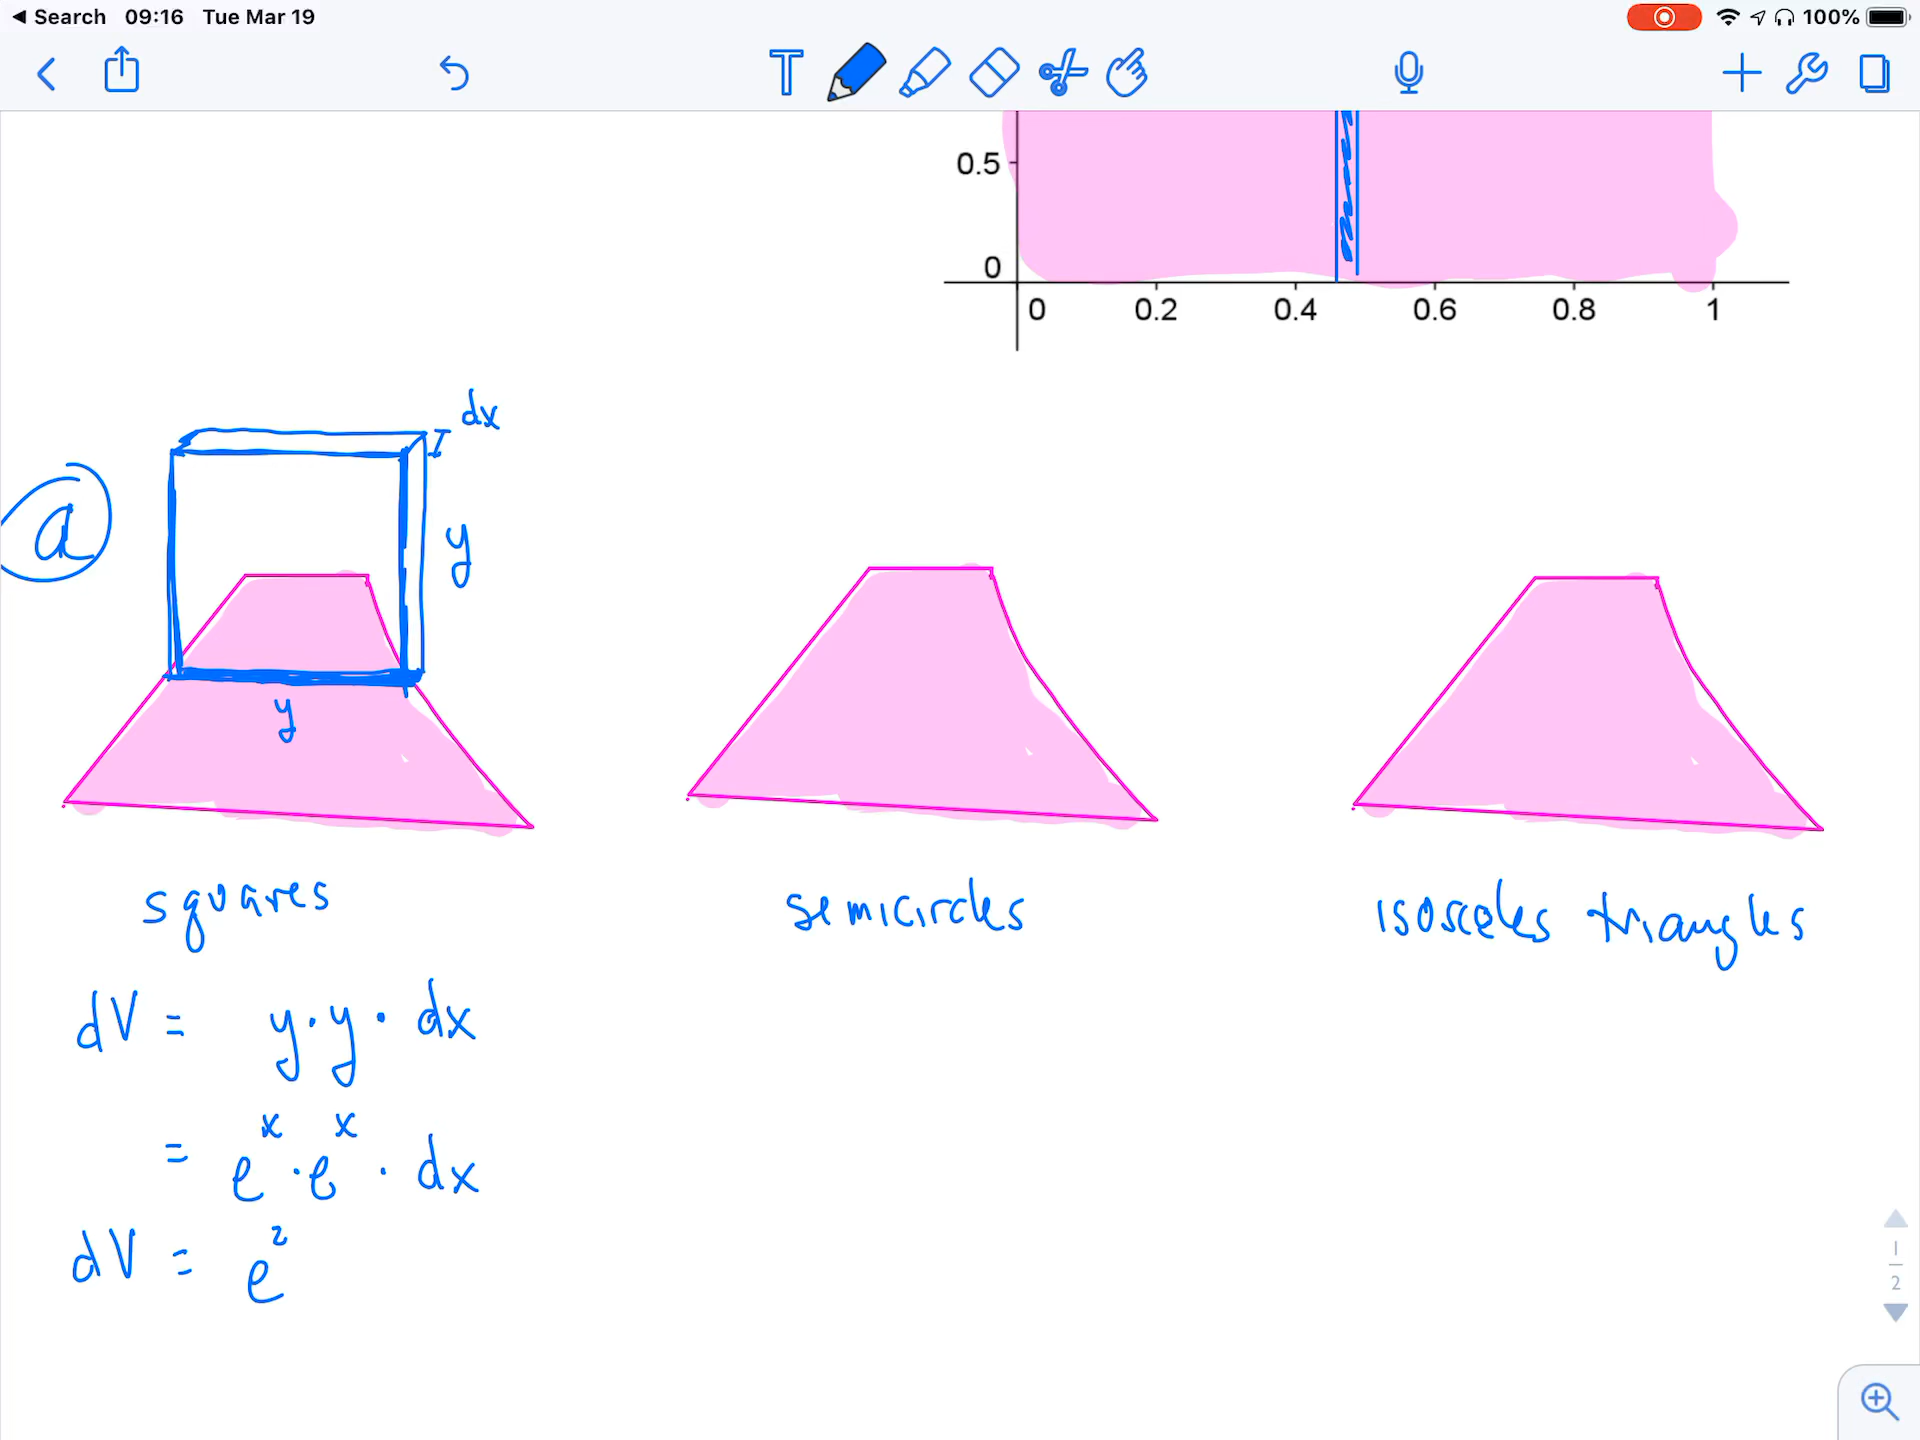 Search 09:16 Tue Mar 19 100%
T
0.5
0
0 0.2 0.4 0.6 0.8 1
dx
a
y
y
squares semicircles isosceles triangles
dV = y · y · dx
= e^x · e^x · dx
dV = e^2
1
2